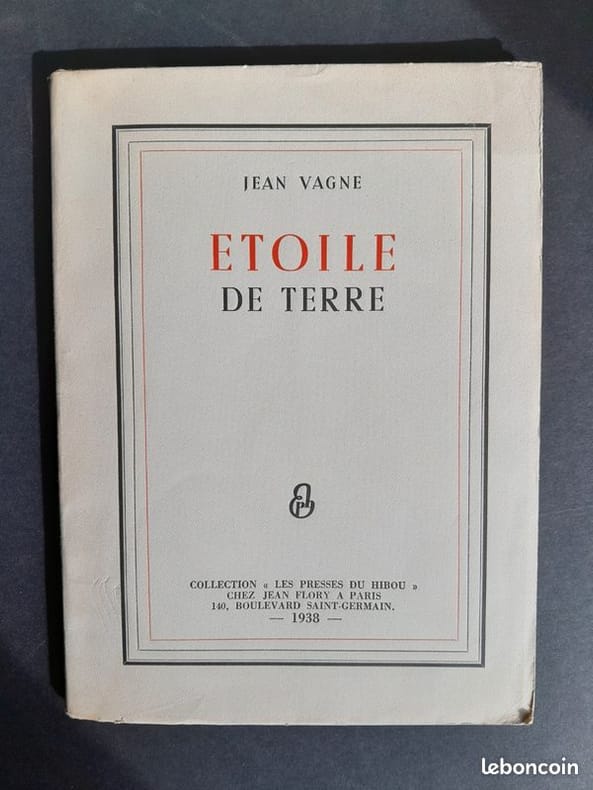 JEAN VAGNE
ETOILE
DE TERRE
COLLECTION « LES PRESSES DU HIBOU »
CHEZ JEAN FLORY A PARIS
140, BOULEVARD SAINT-GERMAIN.
— 1938 —
leboncoin